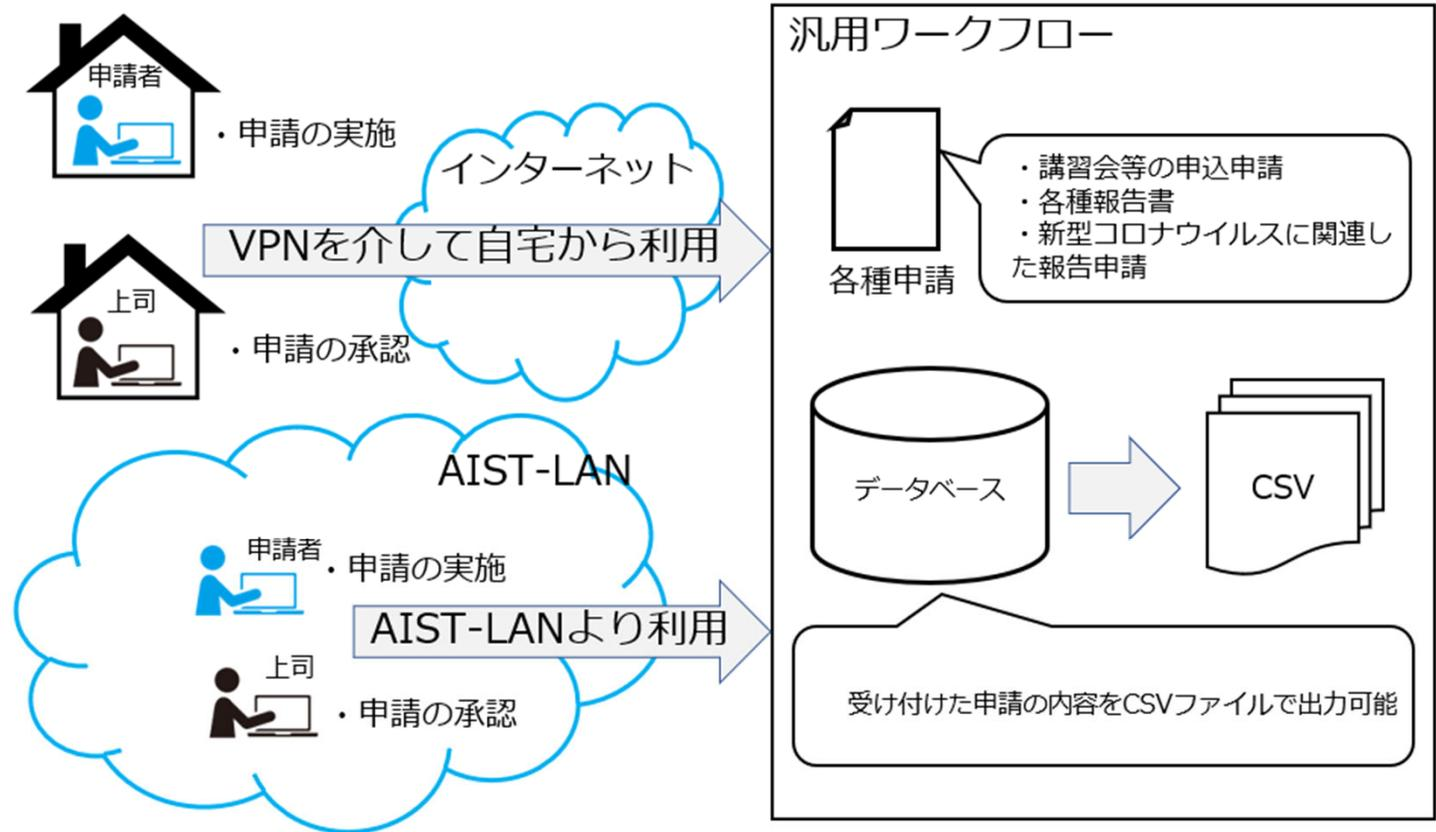 申請者
・申請の実施
インターネット
VPNを介して自宅から利用
上司
・申請の承認
AIST-LAN
申請者
・申請の実施
AIST-LANより利用
上司
・申請の承認
汎用ワークフロー
各種申請
・講習会等の申込申請
・各種報告書
・新型コロナウイルスに関連し
た報告申請
データベース
CSV
受け付けた申請の内容をCSVファイルで出力可能